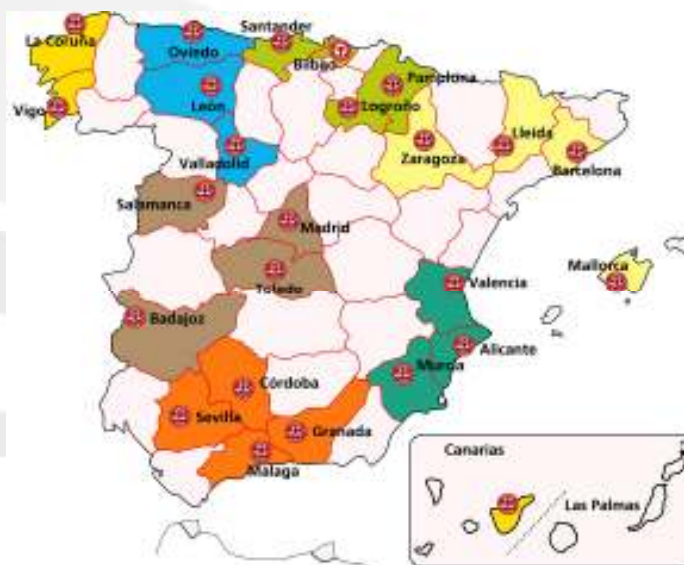 Santander
La Coruña
Oviedo
Bilbao
Pamplona
León
Logroño
Vigo
Lleida
Zaragoza
Valladolid
Barcelona
Salamanca
Madrid
Mallorca
Toledo
Valencia
Badajoz
Alicante
Murcia
Córdoba
Sevilla
Granada
Canarias
Malaga
Las Palmas